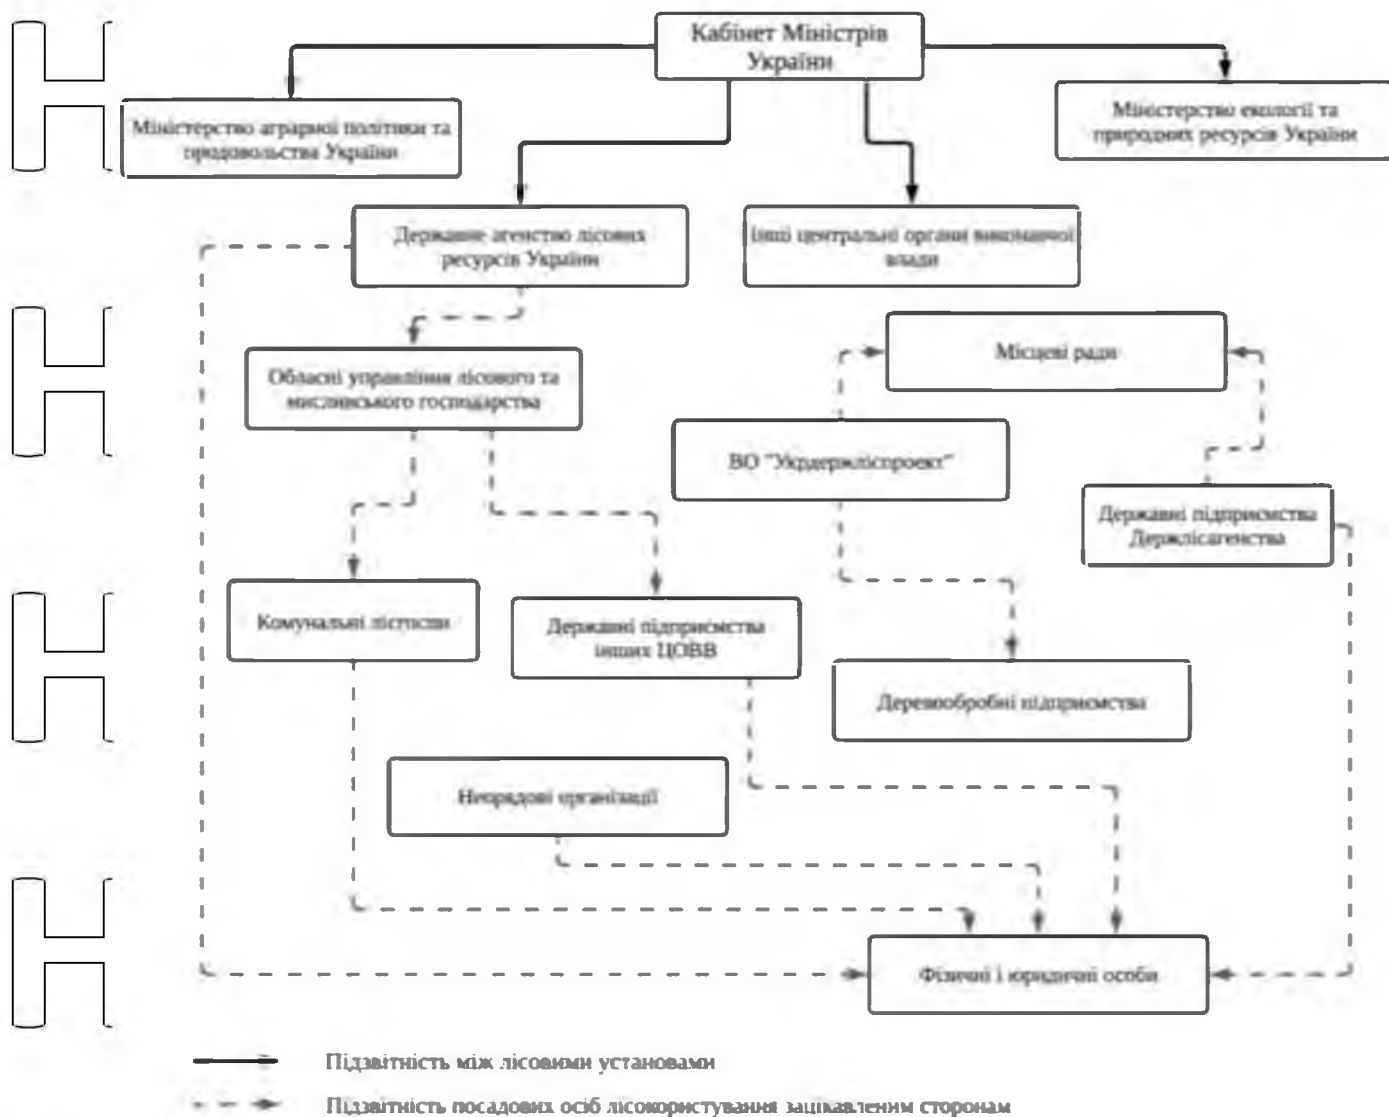 Кабінет Міністрів
України
Міністерство аграрної політики та
продовольства України
Міністерство екології та
природних ресурсів України
Державне агенство лісових
ресурсів України
Інші центральні органи виконавчої
влади
Обласні управління лісового та
мисливського господарства
Місцеві ради
ВО "Укрдержліспроект"
Державні підприємства
Держлісагенства
Комунальні лісгоспи
Державні підприємства
інших ЦОВВ
Деревообробні підприємства
Неурядові організації
Фізичні і юридичні особи
Підзвітність між лісовими установами
Підзвітність посадових осіб лісокористування зацікавленим сторонам